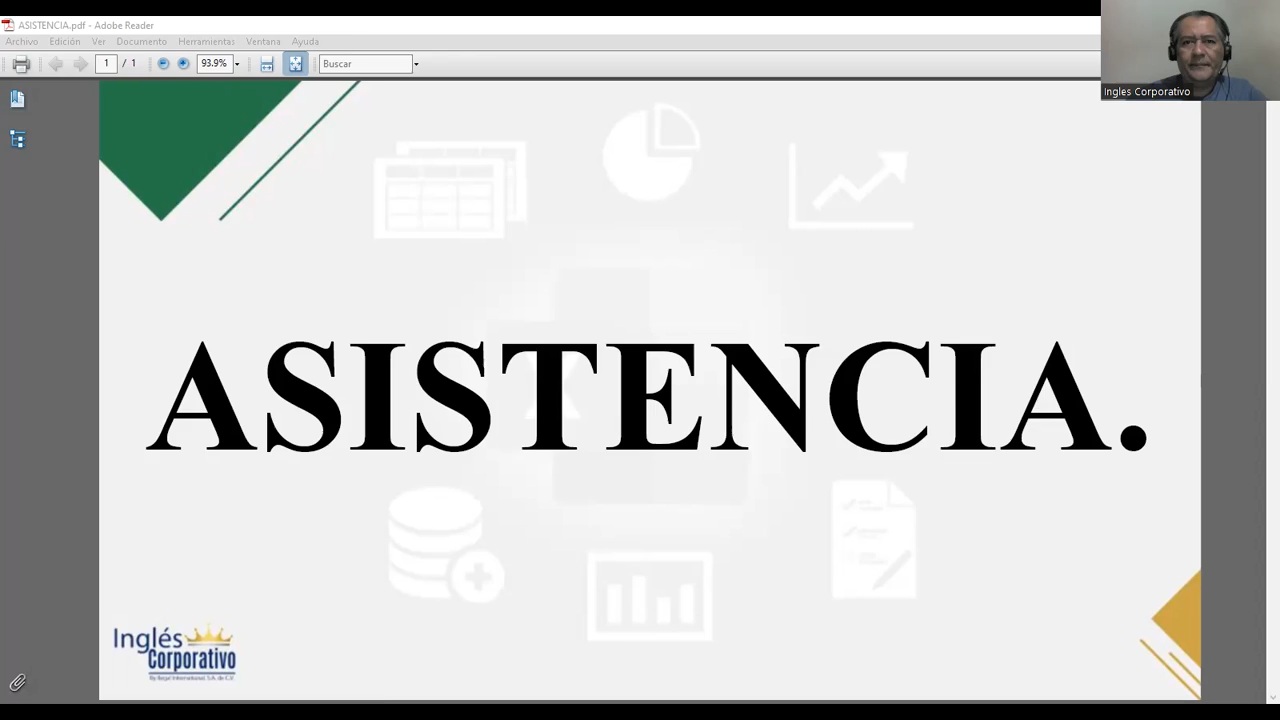 ASISTENCIA.pdf - Adobe Reader
Archivo Edición Ver Documento Herramientas Ventana Ayuda
1 / 1 93.9% Buscar
Ingles Corporativo
ASISTENCIA.
Inglés
Corporativo